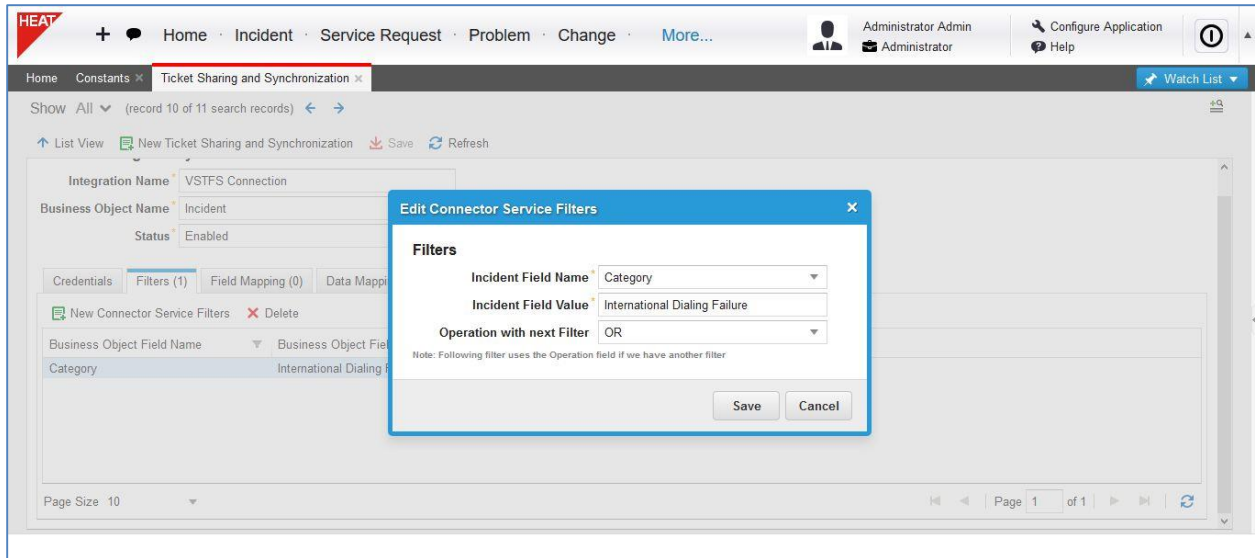 HEAT
Home · Incident · Service Request · Problem · Change · More...
Administrator Admin
Administrator
Configure Application
Help
Home Constants × Ticket Sharing and Synchronization ×
Watch List
Show All (record 10 of 11 search records)
List View New Ticket Sharing and Synchronization Save Refresh
Integration Name * VSTFS Connection
Business Object Name * Incident
Status * Enabled
Credentials Filters (1) Field Mapping (0) Data Mappi
New Connector Service Filters Delete
Business Object Field Name Business Object Fiel
Category International Dialing F
Edit Connector Service Filters ×
Filters
Incident Field Name * Category
Incident Field Value * International Dialing Failure
Operation with next Filter OR
Note: Following filter uses the Operation field if we have another filter
Save Cancel
Page Size 10
Page 1 of 1